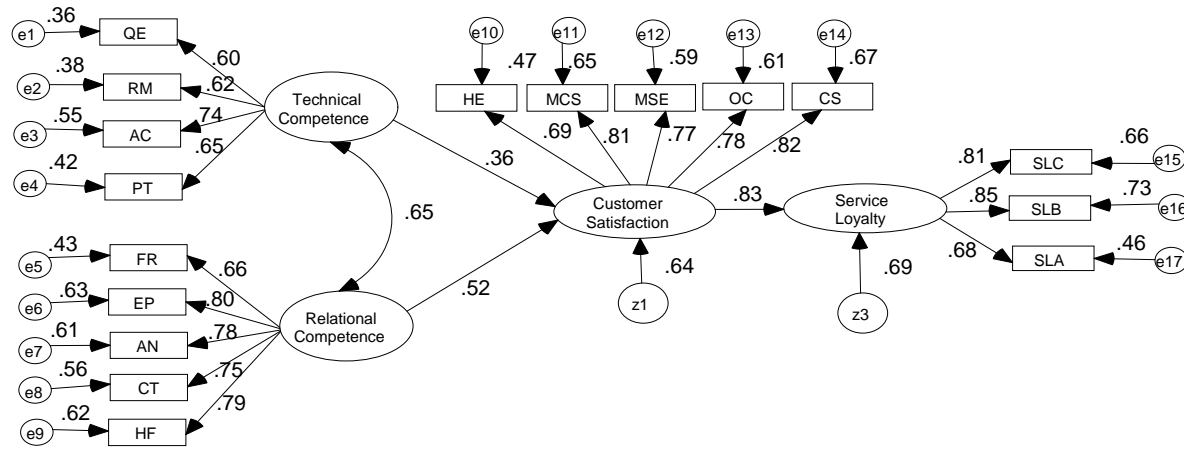 .36
e1
QE
.60
.38
e2
RM
.62
.55
e3
AC
.74
.42
e4
PT
.65
Technical
Competence
.65
.43
e5
FR
.66
.63
e6
EP
.80
.61
e7
AN
.78
.56
e8
CT
.75
.62
e9
HF
.79
Relational
Competence
.36
.52
e10
e11
e12
e13
e14
.47
.65
.59
.61
.67
HE
MCS
MSE
OC
CS
.69
.81
.77
.78
.82
Customer
Satisfaction
.64
z1
.83
Service
Loyalty
.69
z3
.81
SLC
.66
e15
.85
SLB
.73
e16
.68
SLA
.46
e17